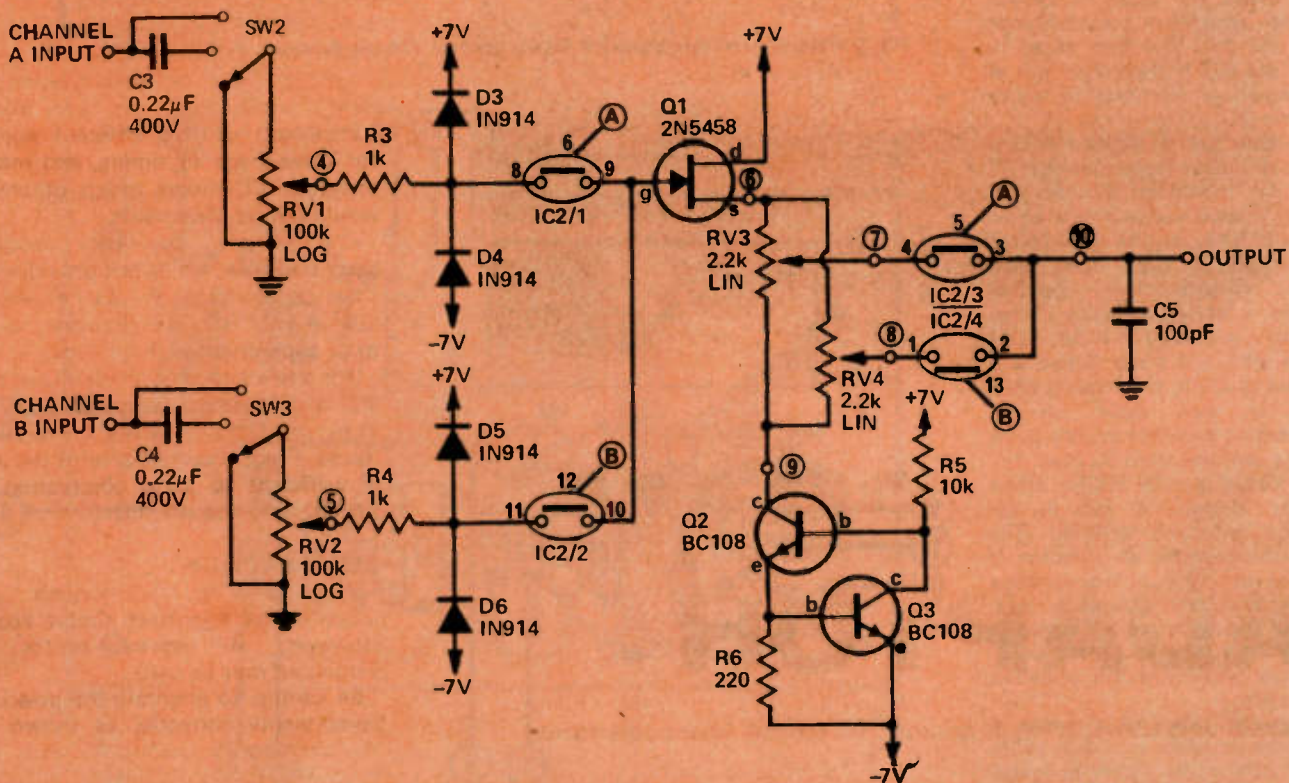 CHANNEL
A INPUT
SW2
C3
0.22µF
400V
RV1
100k
LOG
4
R3
1k
+7V
D3
IN914
D4
IN914
-7V
6
A
8
9
IC2/1
Q1
2N5458
+7V
d
g
s
6
RV3
2.2k
LIN
7
5
A
4
3
IC2/3
IC2/4
10
OUTPUT
C5
100pF
8
1
2
13
B
RV4
2.2k
LIN
+7V
R5
10k
CHANNEL
B INPUT
SW3
C4
0.22µF
400V
RV2
100k
LOG
5
R4
1k
+7V
D5
IN914
D6
IN914
-7V
12
B
11
10
IC2/2
9
c
Q2
BC108
b
e
b
c
Q3
BC108
e
R6
220
-7V